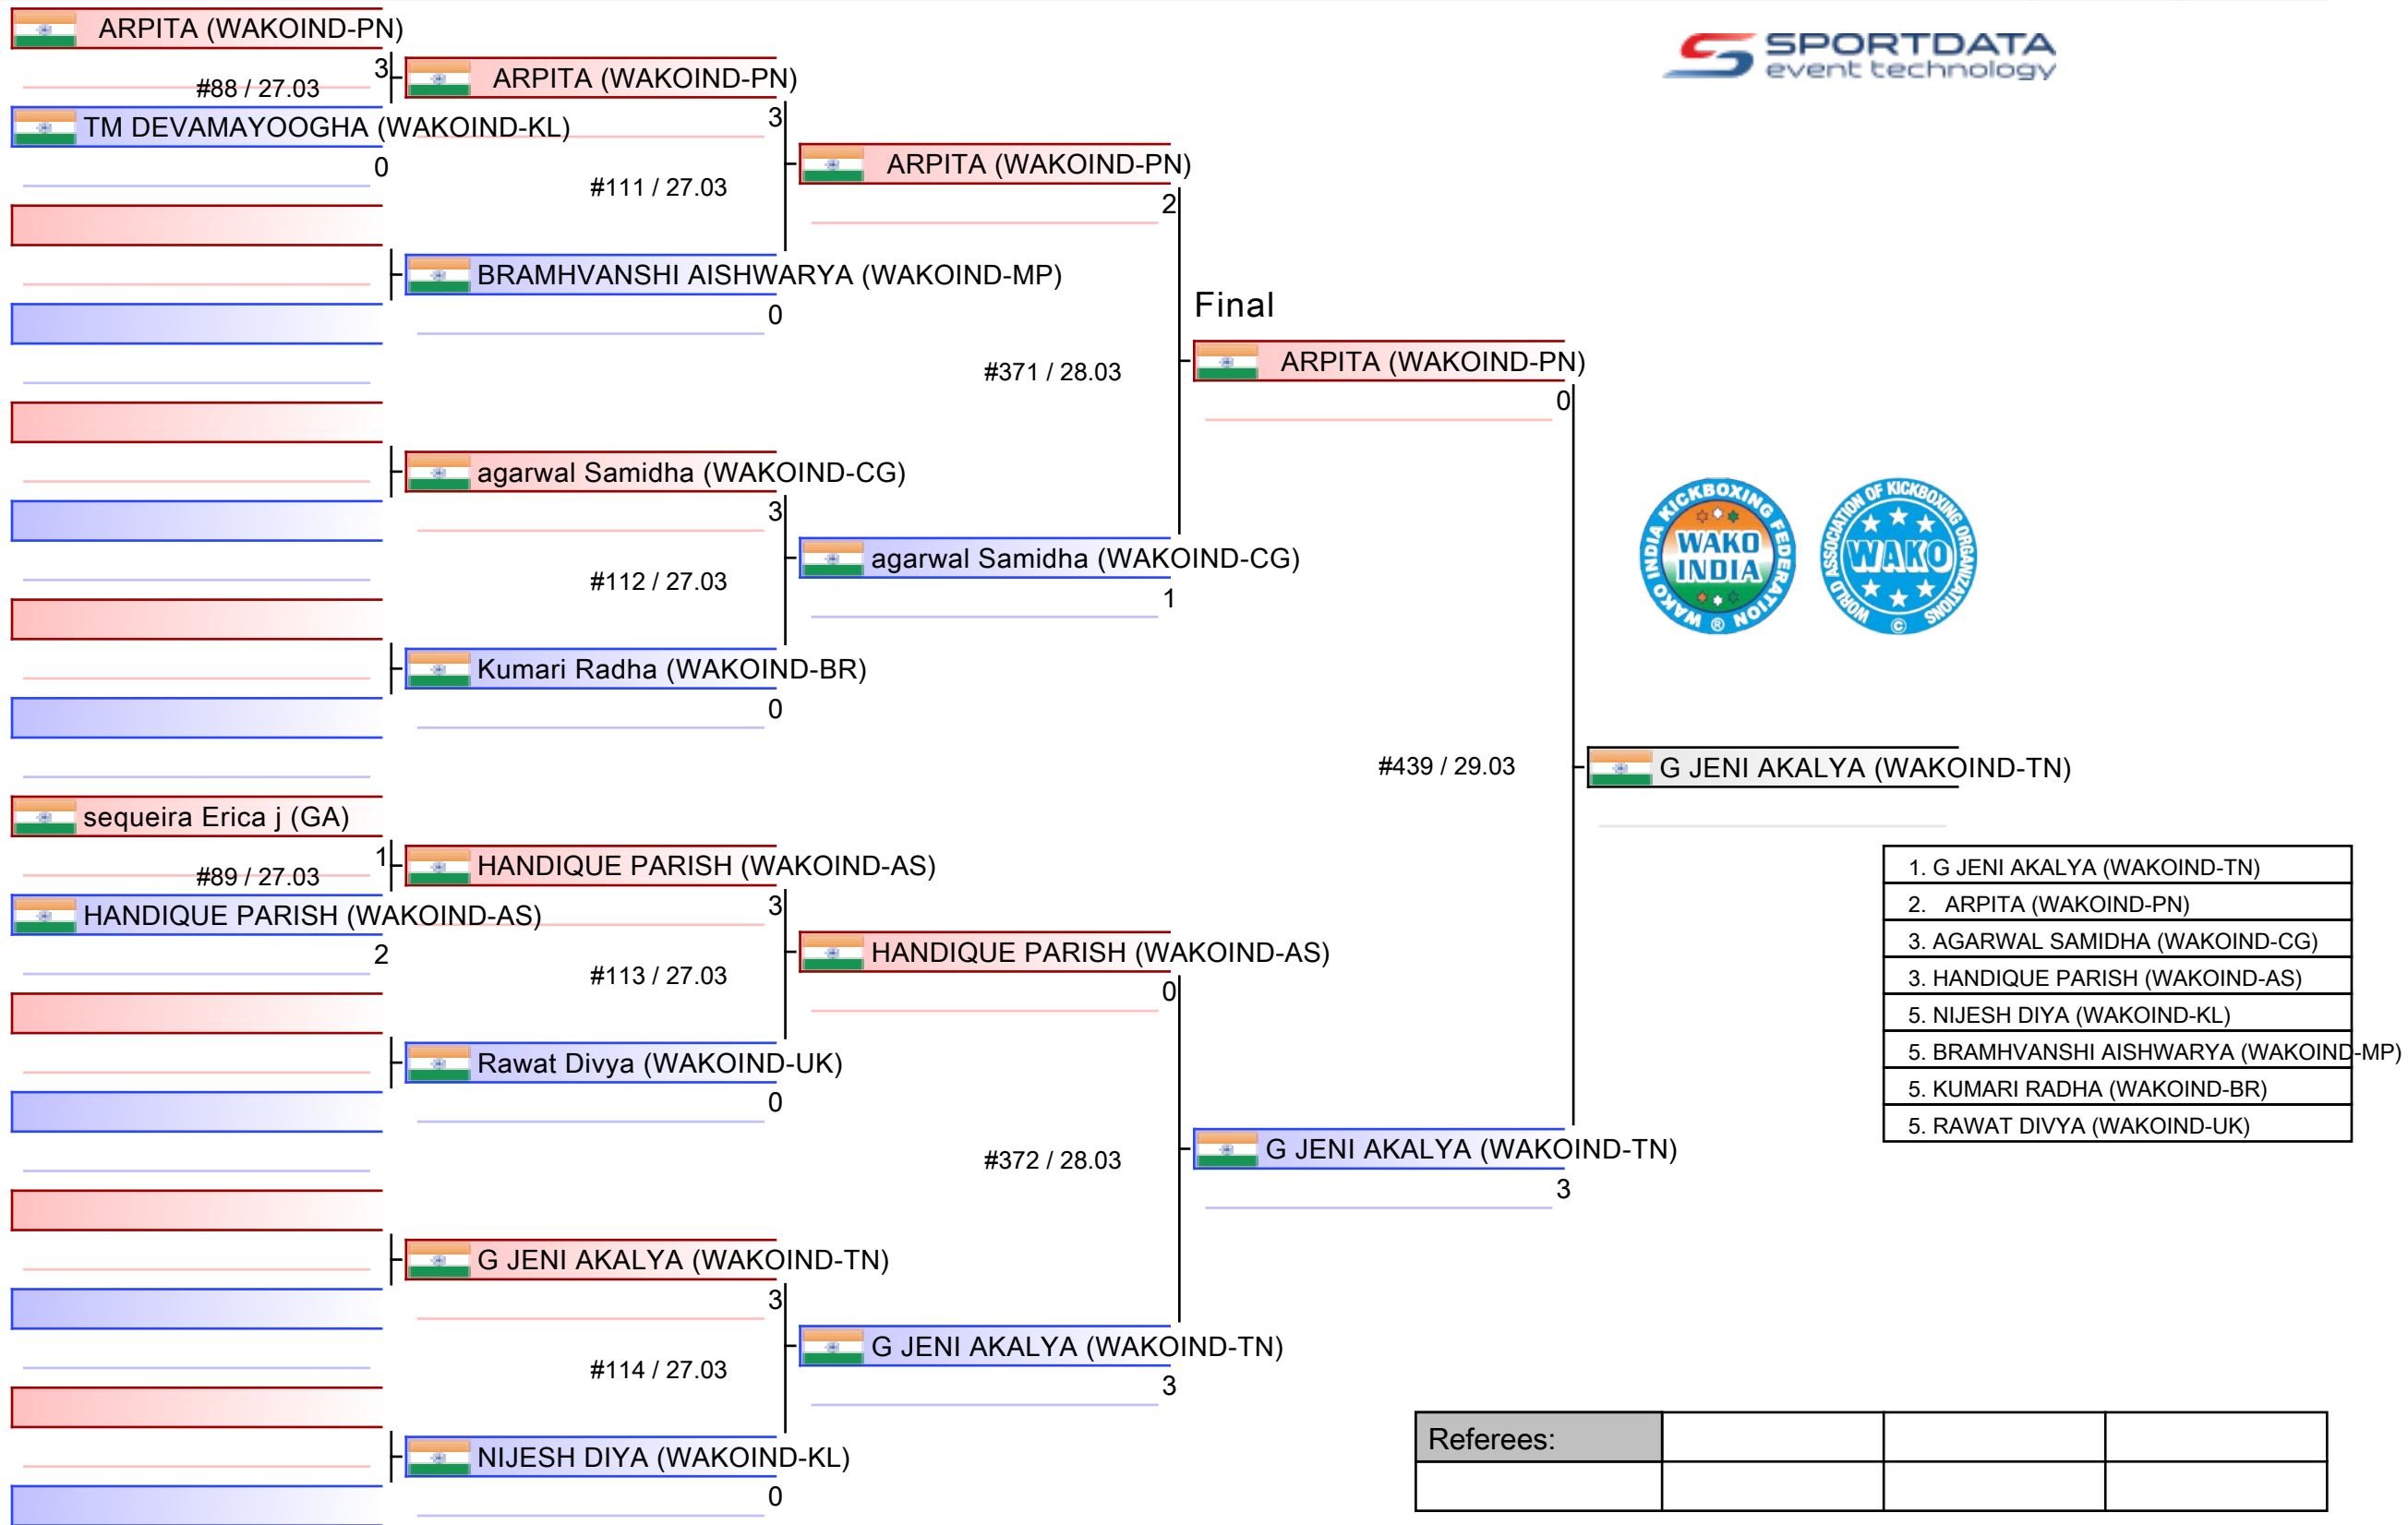 ARPITA (WAKOIND-PN)
3
#88 / 27.03
TM DEVAMAYOOGHA (WAKOIND-KL)
0
sequeira Erica j (GA)
1
#89 / 27.03
HANDIQUE PARISH (WAKOIND-AS)
2
ARPITA (WAKOIND-PN)
3
#111 / 27.03
BRAMHVANSHI AISHWARYA (WAKOIND-MP)
0
agarwal Samidha (WAKOIND-CG)
3
#112 / 27.03
Kumari Radha (WAKOIND-BR)
0
HANDIQUE PARISH (WAKOIND-AS)
3
#113 / 27.03
Rawat Divya (WAKOIND-UK)
0
G JENI AKALYA (WAKOIND-TN)
3
#114 / 27.03
NIJESH DIYA (WAKOIND-KL)
0
ARPITA (WAKOIND-PN)
2
#371 / 28.03
agarwal Samidha (WAKOIND-CG)
1
HANDIQUE PARISH (WAKOIND-AS)
0
#372 / 28.03
G JENI AKALYA (WAKOIND-TN)
3
Final
ARPITA (WAKOIND-PN)
0
#439 / 29.03
G JENI AKALYA (WAKOIND-TN)
3
G JENI AKALYA (WAKOIND-TN)
SPORTDATA
event technology
WAKO INDIA KICKBOXING FEDERATION
WAKO
INDIA
®
WORLD ASSOCIATION OF KICKBOXING ORGANIZATIONS
WAKO
©
1. G JENI AKALYA (WAKOIND-TN)
2. ARPITA (WAKOIND-PN)
3. AGARWAL SAMIDHA (WAKOIND-CG)
3. HANDIQUE PARISH (WAKOIND-AS)
5. NIJESH DIYA (WAKOIND-KL)
5. BRAMHVANSHI AISHWARYA (WAKOIND-MP)
5. KUMARI RADHA (WAKOIND-BR)
5. RAWAT DIVYA (WAKOIND-UK)
Referees: